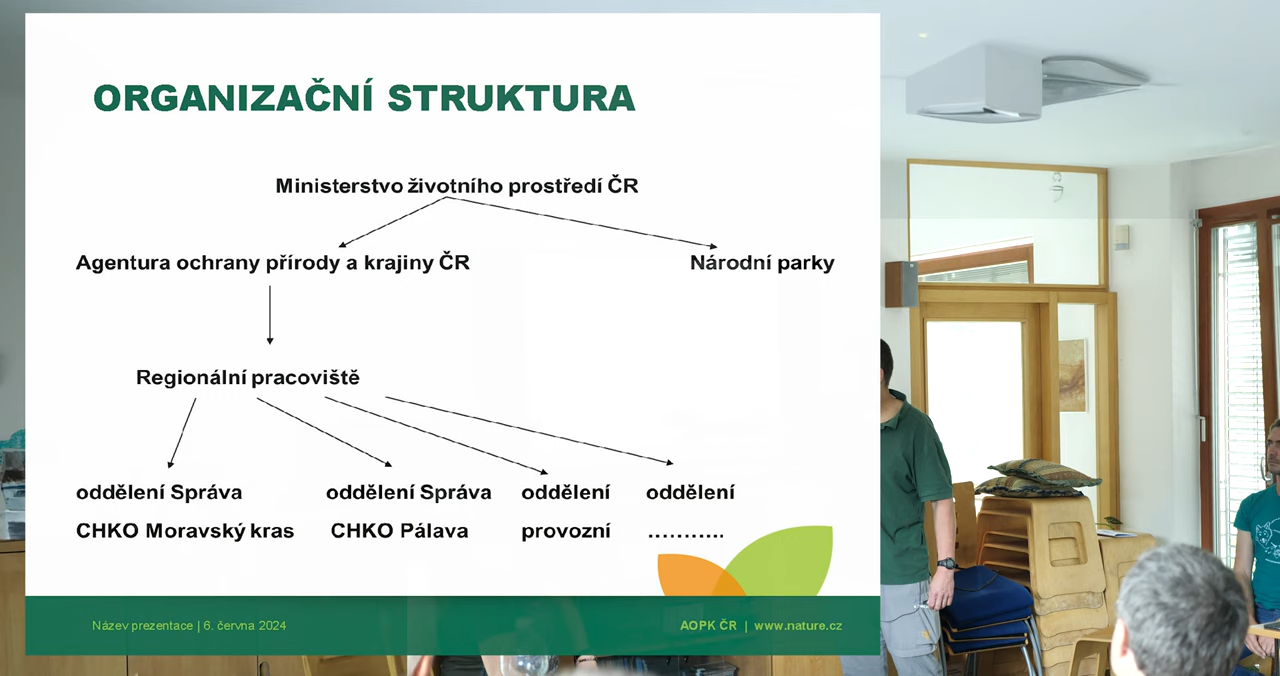 ORGANIZAČNÍ STRUKTURA
Ministerstvo životního prostředí ČR
Agentura ochrany přírody a krajiny ČR
Národní parky
Regionální pracoviště
oddělení Správa
CHKO Moravský kras
oddělení Správa
CHKO Pálava
oddělení
provozní
oddělení
………..
Název prezentace | 6. června 2024
AOPK ČR | www.nature.cz